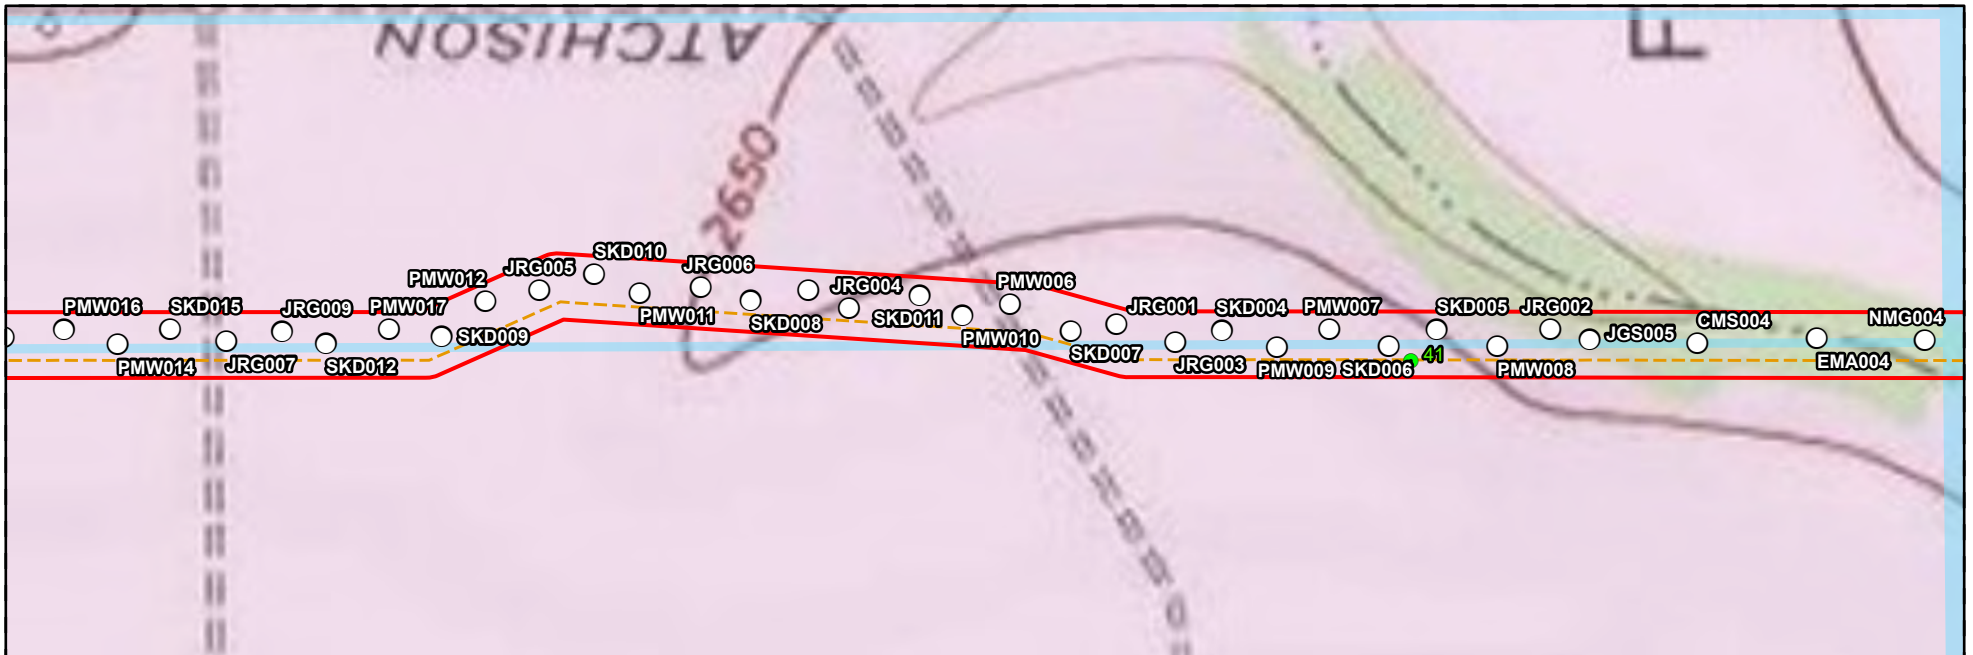 ATCHISON
F
2650
SKD010
JRG005
JRG006
PMW012
PMW006
JRG004
PMW016
SKD015
JRG009
PMW017
JRG001
SKD004
PMW007
SKD005
JRG002
PMW011
SKD008
SKD011
CMS004
NMG004
SKD009
PMW010
JGS005
SKD007
41
PMW014
JRG007
SKD012
JRG003
PMW009
SKD006
PMW008
EMA004